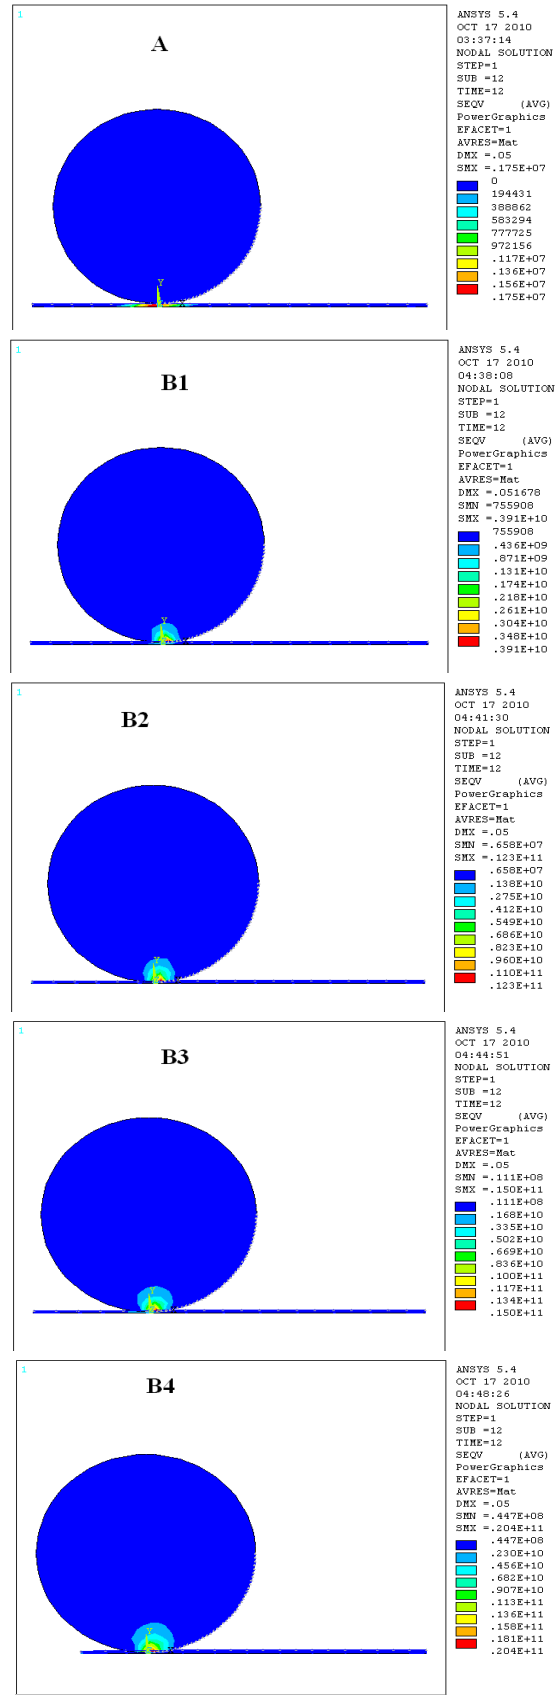 1
A
Y
X
ANSYS 5.4
OCT 17 2010
03:37:14
NODAL SOLUTION
STEP=1
SUB =12
TIME=12
SEQV (AVG)
PowerGraphics
EFACET=1
AVRES=Mat
DMX =.05
SMX =.175E+07
0
194431
388862
583294
777725
972156
.117E+07
.136E+07
.156E+07
.175E+07
1
B1
Y
ANSYS 5.4
OCT 17 2010
04:38:08
NODAL SOLUTION
STEP=1
SUB =12
TIME=12
SEQV (AVG)
PowerGraphics
EFACET=1
AVRES=Mat
DMX =.051678
SMN =755908
SMX =.391E+10
755908
.436E+09
.871E+09
.131E+10
.174E+10
.218E+10
.261E+10
.304E+10
.348E+10
.391E+10
1
B2
Y
ANSYS 5.4
OCT 17 2010
04:41:30
NODAL SOLUTION
STEP=1
SUB =12
TIME=12
SEQV (AVG)
PowerGraphics
EFACET=1
AVRES=Mat
DMX =.05
SMN =.658E+07
SMX =.123E+11
.658E+07
.138E+10
.275E+10
.412E+10
.549E+10
.686E+10
.823E+10
.960E+10
.110E+11
.123E+11
1
B3
Y
ANSYS 5.4
OCT 17 2010
04:44:51
NODAL SOLUTION
STEP=1
SUB =12
TIME=12
SEQV (AVG)
PowerGraphics
EFACET=1
AVRES=Mat
DMX =.05
SMN =.111E+08
SMX =.150E+11
.111E+08
.168E+10
.335E+10
.502E+10
.669E+10
.836E+10
.100E+11
.117E+11
.134E+11
.150E+11
1
B4
Y
ANSYS 5.4
OCT 17 2010
04:48:26
NODAL SOLUTION
STEP=1
SUB =12
TIME=12
SEQV (AVG)
PowerGraphics
EFACET=1
AVRES=Mat
DMX =.05
SMN =.447E+08
SMX =.204E+11
.447E+08
.230E+10
.456E+10
.682E+10
.907E+10
.113E+11
.136E+11
.158E+11
.181E+11
.204E+11